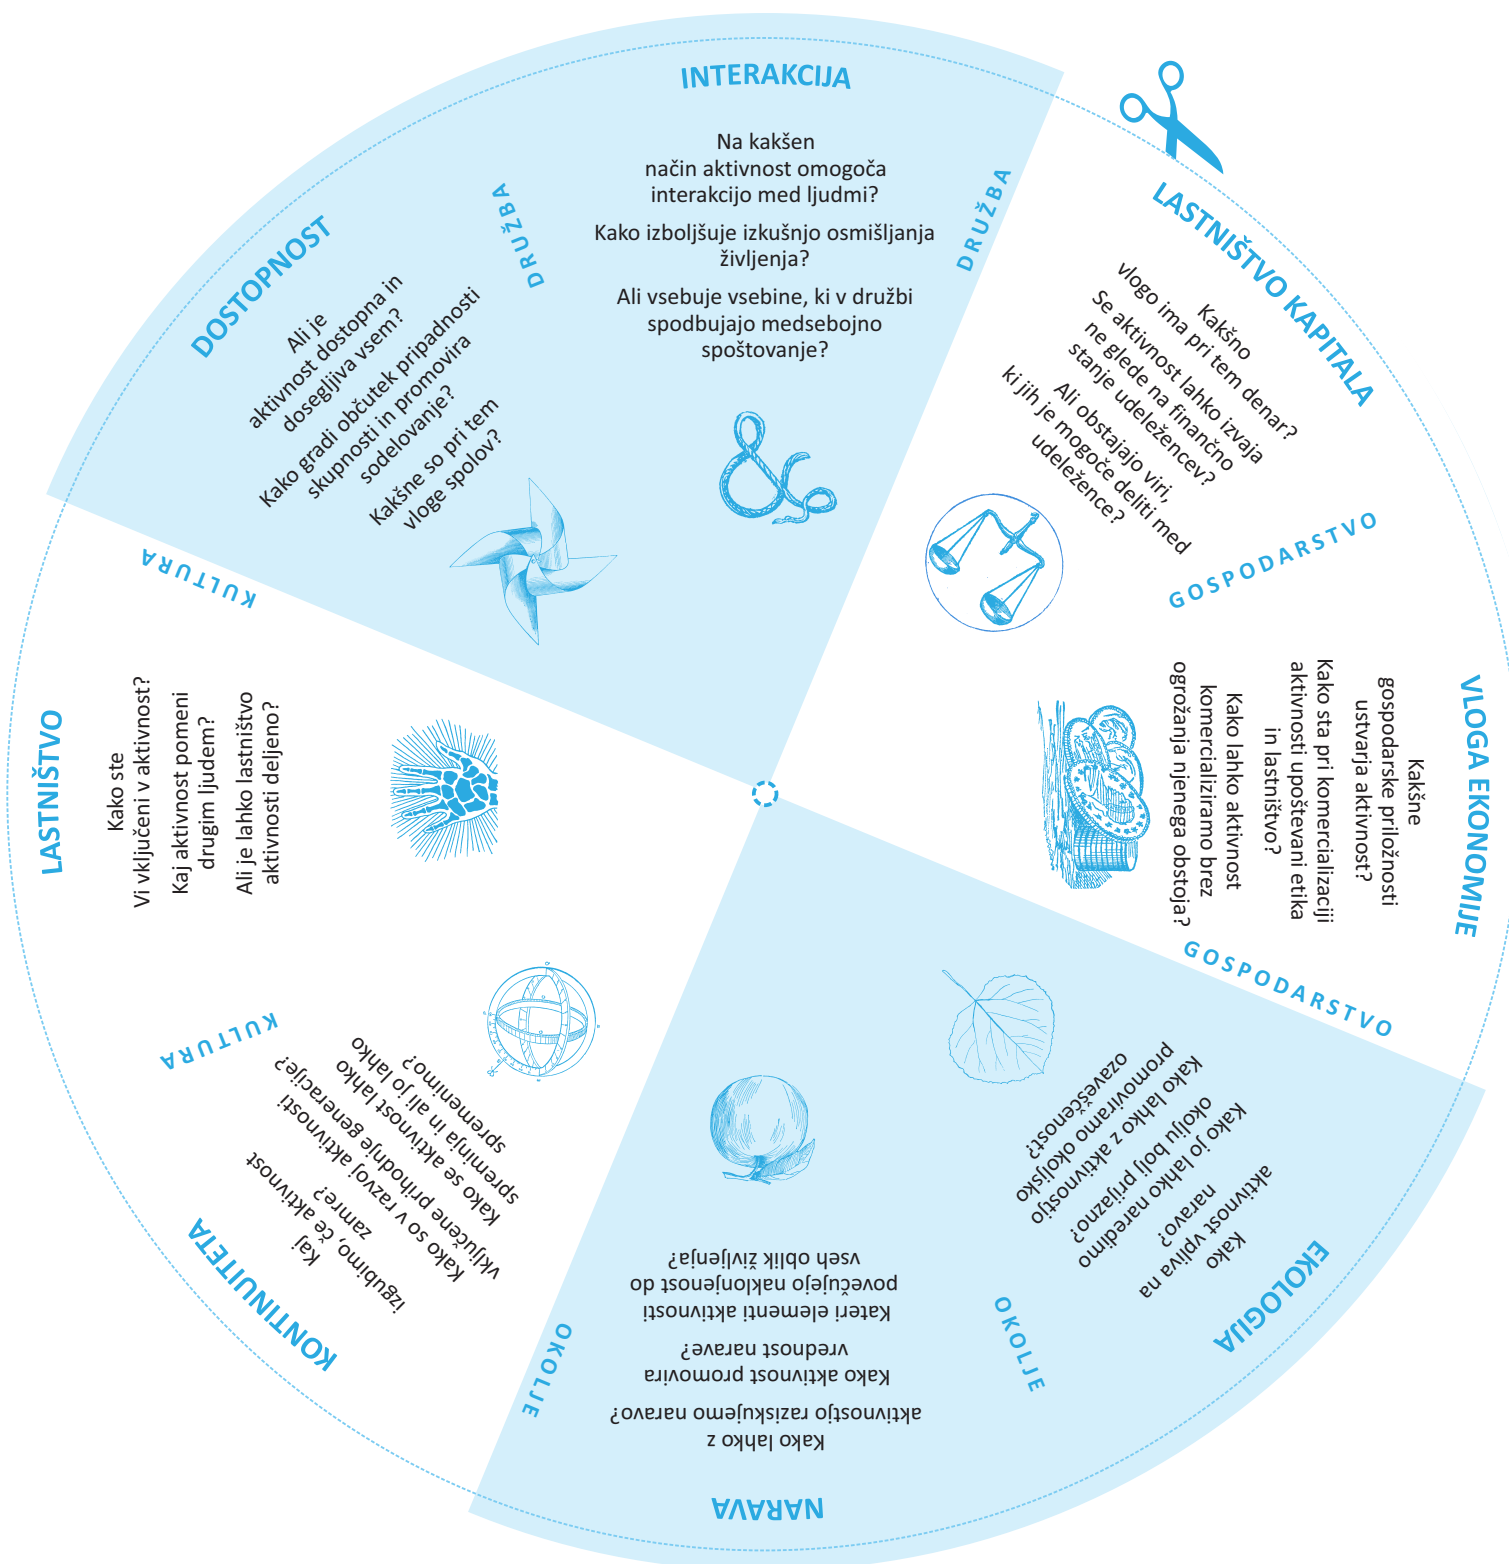 INTERAKCIJA
Na kakšen
način aktivnost omogoča
interakcijo med ljudmi?
Kako izboljšuje izkušnjo osmišljanja
življenja?
Ali vsebuje vsebine, ki v družbi
spodbujajo medsebojno
spoštovanje?
DRUŽBA
LASTNIŠTVO KAPITALA
Kakšno
vlogo ima pri tem denar?
Se aktivnost lahko izvaja
ne glede na finančno
stanje udeležencev?
Ali obstajajo viri,
ki jih je mogoče deliti med
udeležence?
GOSPODARSTVO
VLOGA EKONOMIJE
Kakšne
gospodarske priložnosti
ustvarja aktivnost?
Kako sta pri komercializaciji
aktivnosti upoštevani etika
in lastništvo?
Kako lahko aktivnost
komercializiramo brez
ogrožanja njenega obstoja?
GOSPODARSTVO
EKOLOGIJA
Kako
aktivnost vpliva na
naravo?
Kako jo lahko naredimo
okolju bolj prijazno?
Kako lahko z aktivnostjo
promoviramo okoljsko
ozaveščenost?
OKOLJE
NARAVA
Kako lahko z
aktivnostjo raziskujemo naravo?
Kako aktivnost promovira
vrednost narave?
Kateri elementi aktivnosti
povečujejo naklonjenost do
vseh oblik življenja?
OKOLJE
KONTINUITETA
Kaj
izgubimo, če aktivnost
zamre?
Kako so v razvoj aktivnosti
vključene prihodnje generacije?
Kako se aktivnost lahko
spreminja in ali jo lahko
spremenimo?
KULTURA
LASTNIŠTVO
Kako ste
Vi vključeni v aktivnost?
Kaj aktivnost pomeni
drugim ljudem?
Ali je lahko lastništvo
aktivnosti deljeno?
KULTURA
DOSTOPNOST
Ali je
aktivnost dostopna in
dosegljiva vsem?
Kako gradi občutek pripadnosti
skupnosti in promovira
sodelovanje?
Kakšne so pri tem
vloge spolov?
DRUŽBA